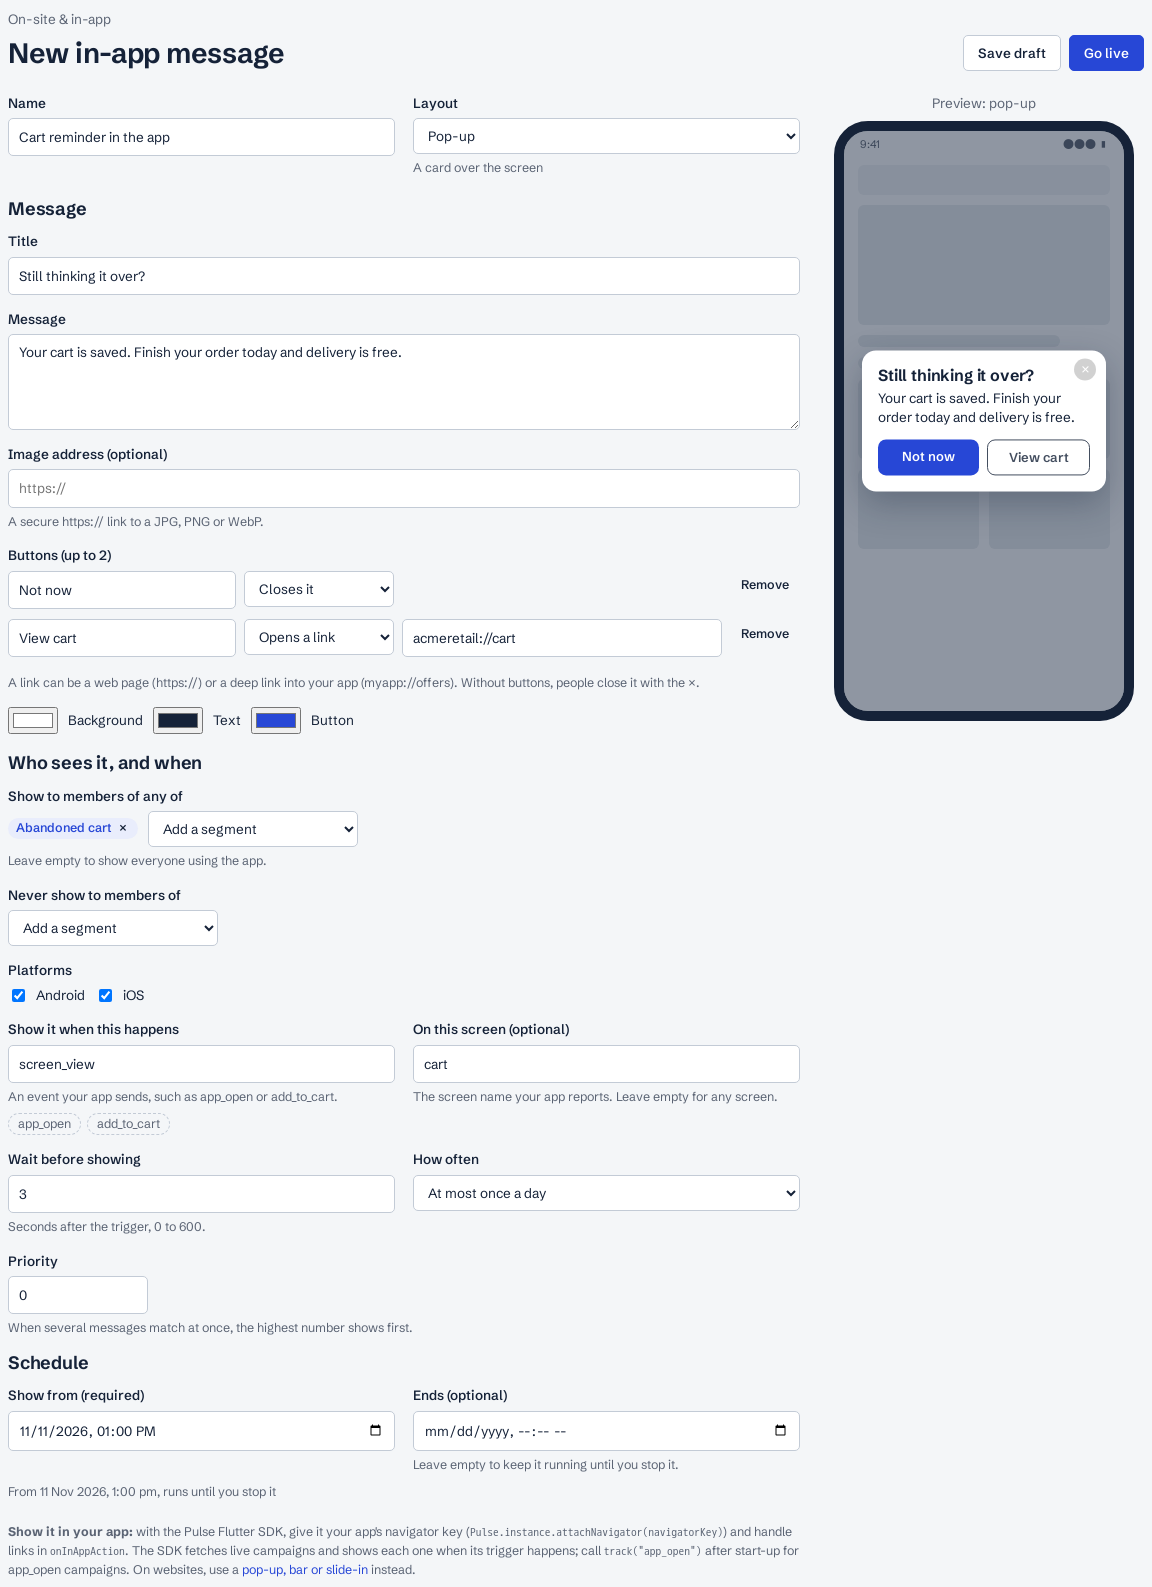 On-site & in-app
New in-app message
Save draft
Go live
Name
Cart reminder in the app
Layout
Pop-up
A card over the screen
Message
Title
Still thinking it over?
Message
Your cart is saved. Finish your order today and delivery is free.
Image address (optional)
https://
A secure https:// link to a JPG, PNG or WebP.
Buttons (up to 2)
Not now
Closes it
Remove
View cart
Opens a link
acmeretail://cart
Remove
A link can be a web page (https://) or a deep link into your app (myapp://offers). Without buttons, people close it with the ×.
Background
Text
Button
Who sees it, and when
Show to members of any of
Abandoned cart ×
Add a segment
Leave empty to show everyone using the app.
Never show to members of
Add a segment
Platforms
Android
iOS
Show it when this happens
screen_view
An event your app sends, such as app_open or add_to_cart.
app_open
add_to_cart
On this screen (optional)
cart
The screen name your app reports. Leave empty for any screen.
Wait before showing
3
Seconds after the trigger, 0 to 600.
How often
At most once a day
Priority
0
When several messages match at once, the highest number shows first.
Schedule
Show from (required)
11/11/2026, 01:00 PM
Ends (optional)
mm/dd/yyyy, --:-- --
Leave empty to keep it running until you stop it.
From 11 Nov 2026, 1:00 pm, runs until you stop it
Show it in your app: with the Pulse Flutter SDK, give it your app's navigator key (Pulse.instance.attachNavigator(navigatorKey)) and handle
links in onInAppAction. The SDK fetches live campaigns and shows each one when its trigger happens; call track("app_open") after start-up for
app_open campaigns. On websites, use a pop-up, bar or slide-in instead.
Preview: pop-up
9:41
Still thinking it over?
×
Your cart is saved. Finish your
order today and delivery is free.
Not now
View cart